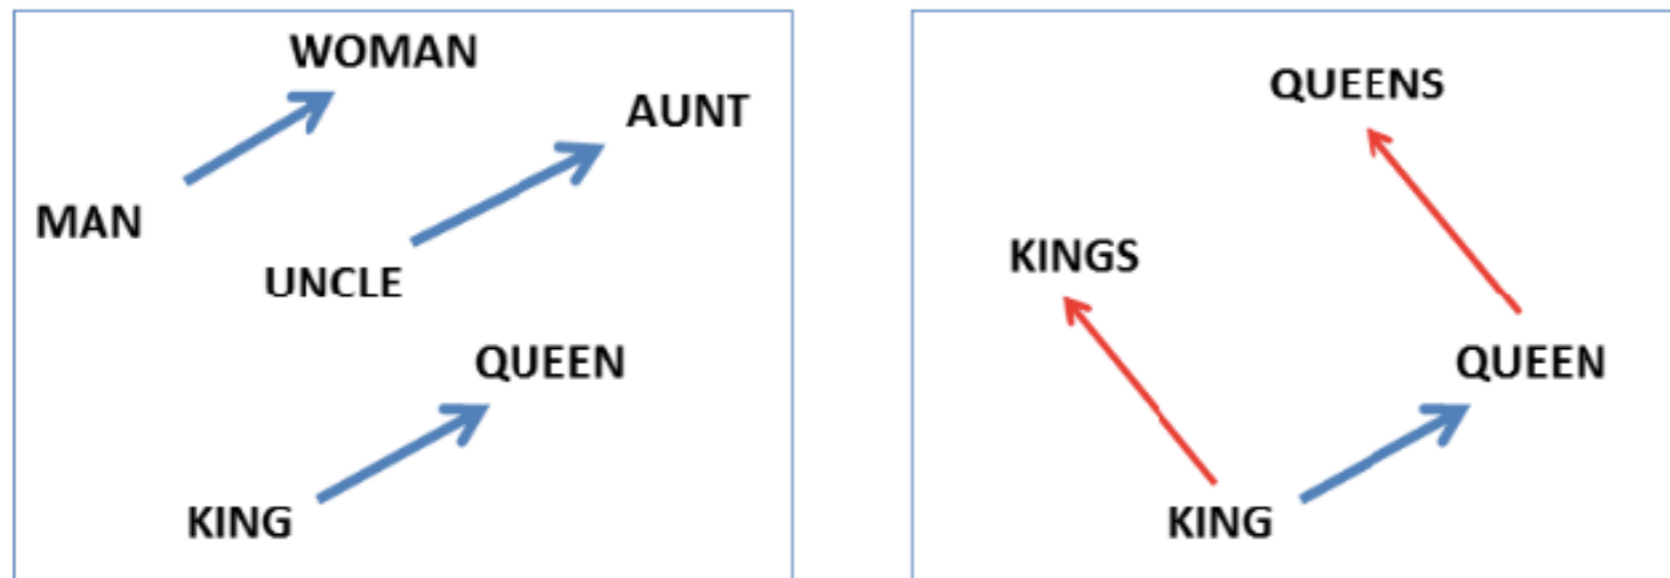 WOMAN
AUNT
MAN
UNCLE
QUEEN
KING
QUEENS
KINGS
QUEEN
KING